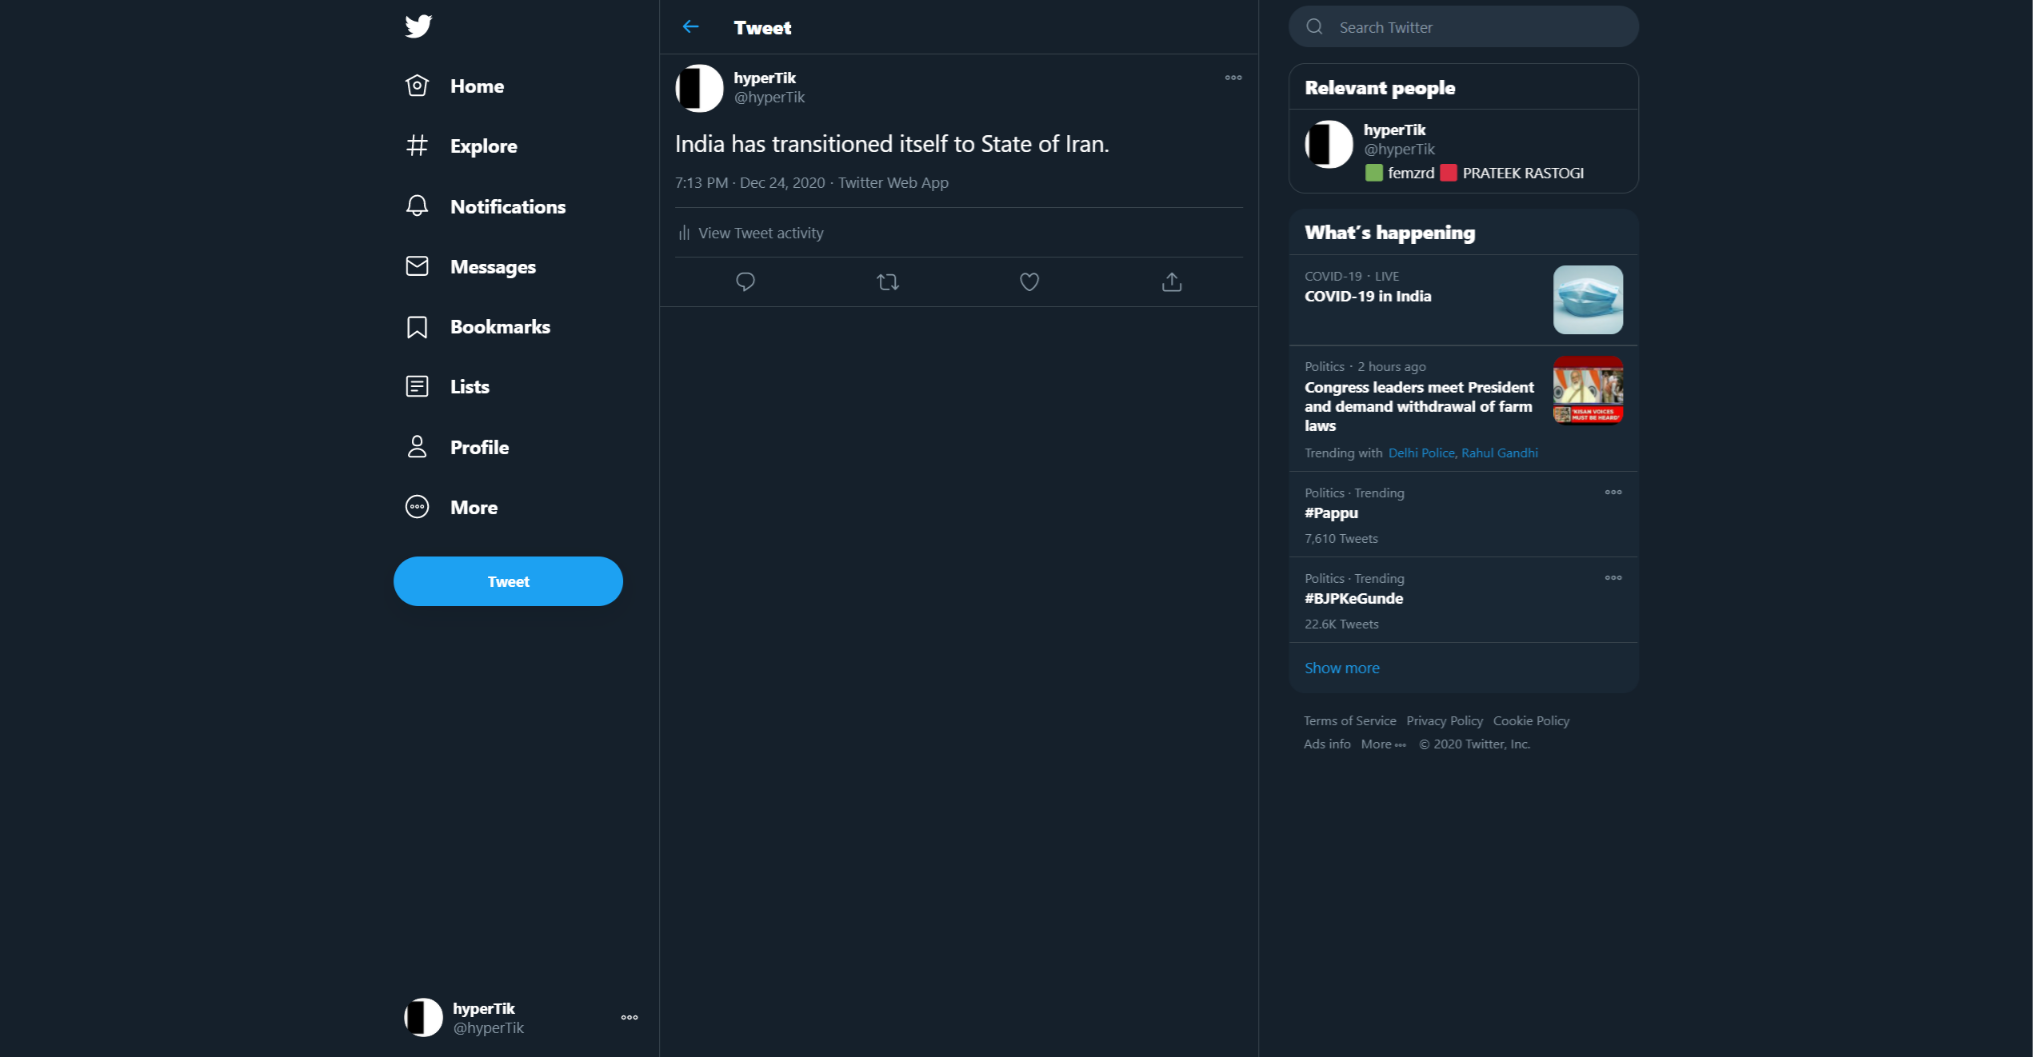 Home
Explore
Notifications
Messages
Bookmarks
Lists
Profile
More
Tweet
hyperTik
@hyperTik
Tweet
hyperTik
@hyperTik
India has transitioned itself to State of Iran.
7:13 PM · Dec 24, 2020 · Twitter Web App
View Tweet activity
Search Twitter
Relevant people
hyperTik
@hyperTik
femzrd PRATEEK RASTOGI
What's happening
COVID-19 · LIVE
COVID-19 in India
Politics · 2 hours ago
Congress leaders meet President
and demand withdrawal of farm
laws
"KISAN VOICES
MUST BE HEARD"
Trending with Delhi Police, Rahul Gandhi
Politics · Trending
#Pappu
7,610 Tweets
Politics · Trending
#BJPKeGunde
22.6K Tweets
Show more
Terms of Service Privacy Policy Cookie Policy
Ads info More ··· © 2020 Twitter, Inc.